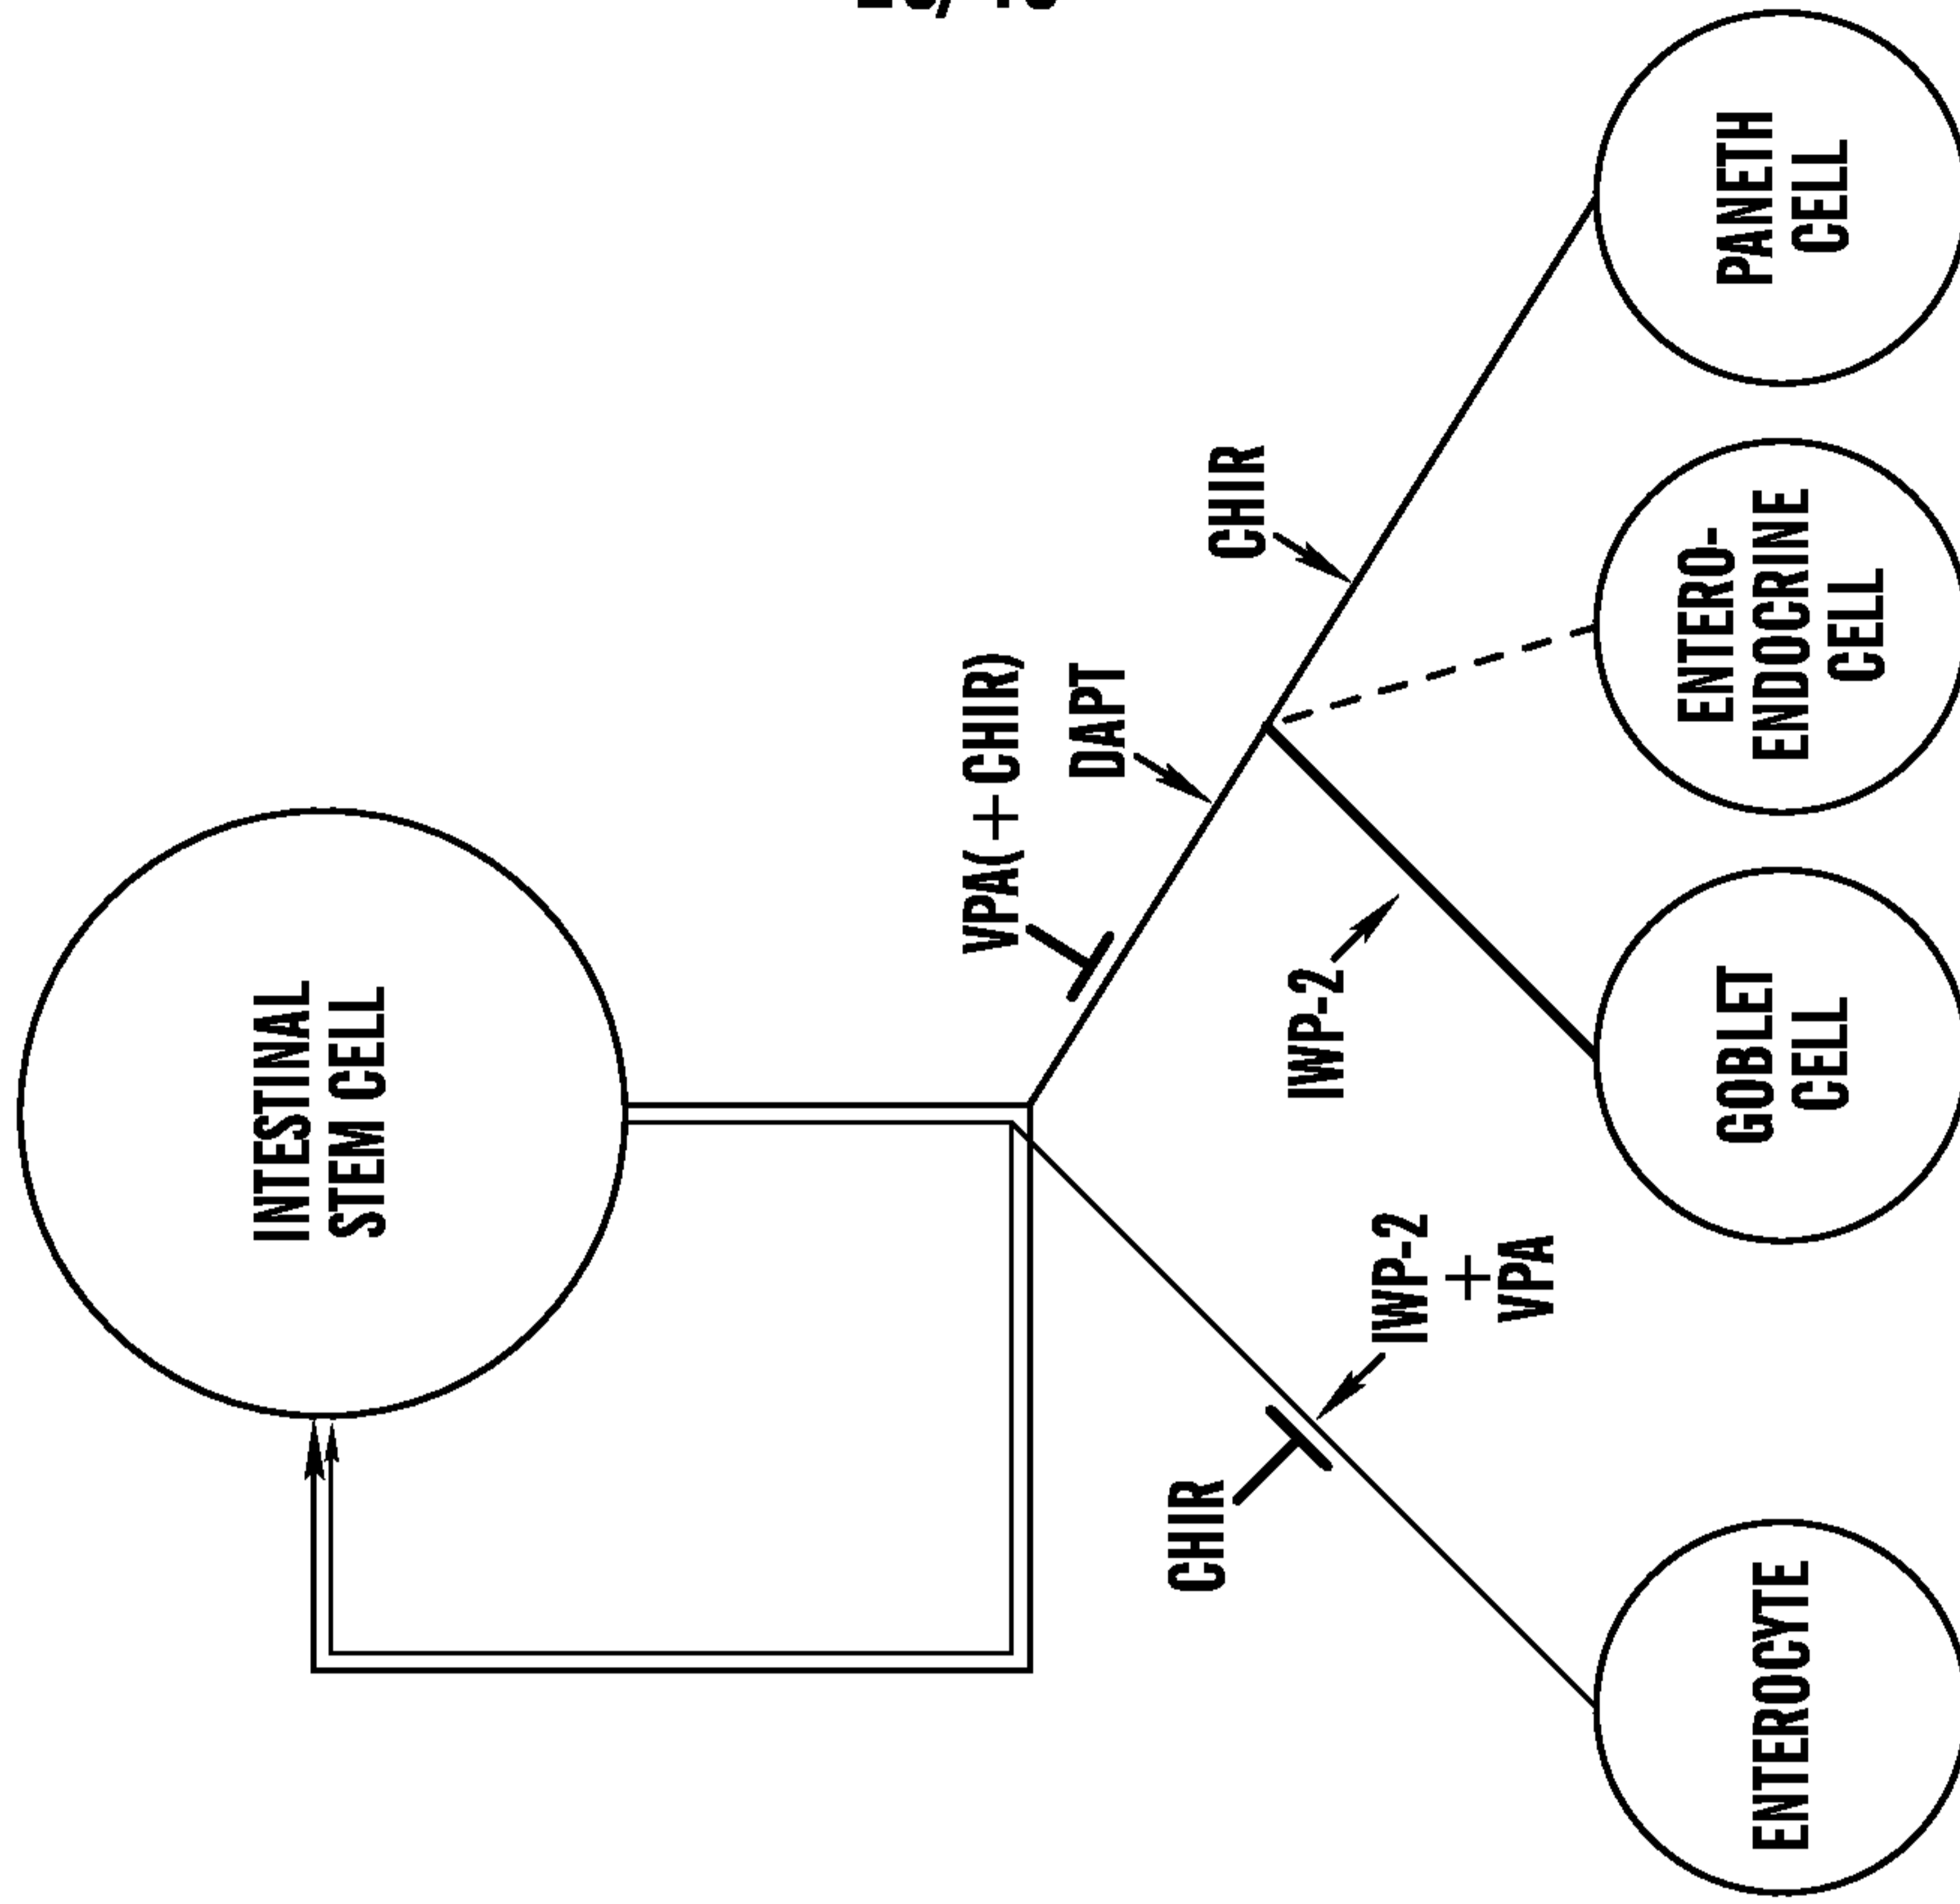 INTESTINAL
STEM CELL
VPA(+CHIR)
DAPT
CHIR
IWP-2
CHIR
IWP-2
+
VPA
ENTEROCYTE
GOBLET
CELL
ENTERO-
ENDOCRINE
CELL
PANETH
CELL